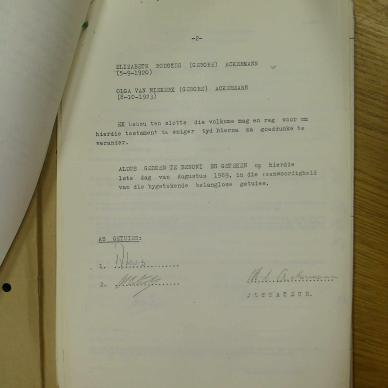 -2-
ELIZABETH (GEBORE) ACKERMANN
(5-9-1920)
OLGA VAN NIEKERK (GEBORE) ACKERMANN
(8-10-1923)
EK behou ten slotte die volkome mag en reg voor om
hierdie testament te eniger tyd hierna na goeddunke te
verander.
ALDUS GEDOEN TE BENONI EN GETEKEN op hierdie
1ste dag van Augustus 1969, in die teenwoordigheid
van die bygetekende belanglose getuies.
AS GETUIES:
1.
2.
Ackermann